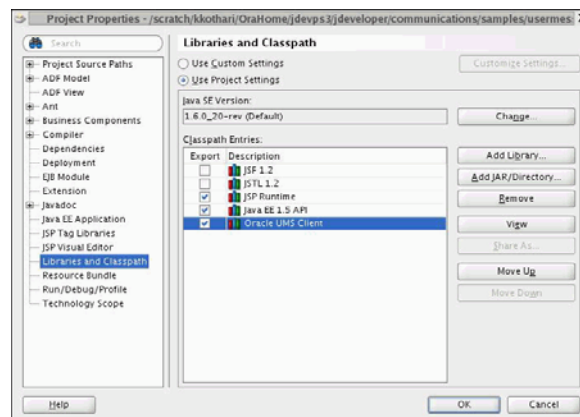 Project Properties - /scratch/kkothari/OraHome/jdevps3/jdeveloper/communications/samples/usermes
Search
Project Source Paths
ADF Model
ADF View
Ant
Business Components
Compiler
Dependencies
Deployment
EJB Module
Extension
Javadoc
Java EE Application
JSP Tag Libraries
JSP Visual Editor
Libraries and Classpath
Resource Bundle
Run/Debug/Profile
Technology Scope
Libraries and Classpath
Use Custom Settings
Customize Settings...
Use Project Settings
Java SE Version:
1.6.0_20-rev (Default)
Change...
Classpath Entries:
Export Description
JSF 1.2
JSTL 1.2
JSP Runtime
Java EE 1.5 API
Oracle UMS Client
Add Library...
Add JAR/Directory...
Remove
View
Share As...
Move Up
Move Down
Help
OK
Cancel